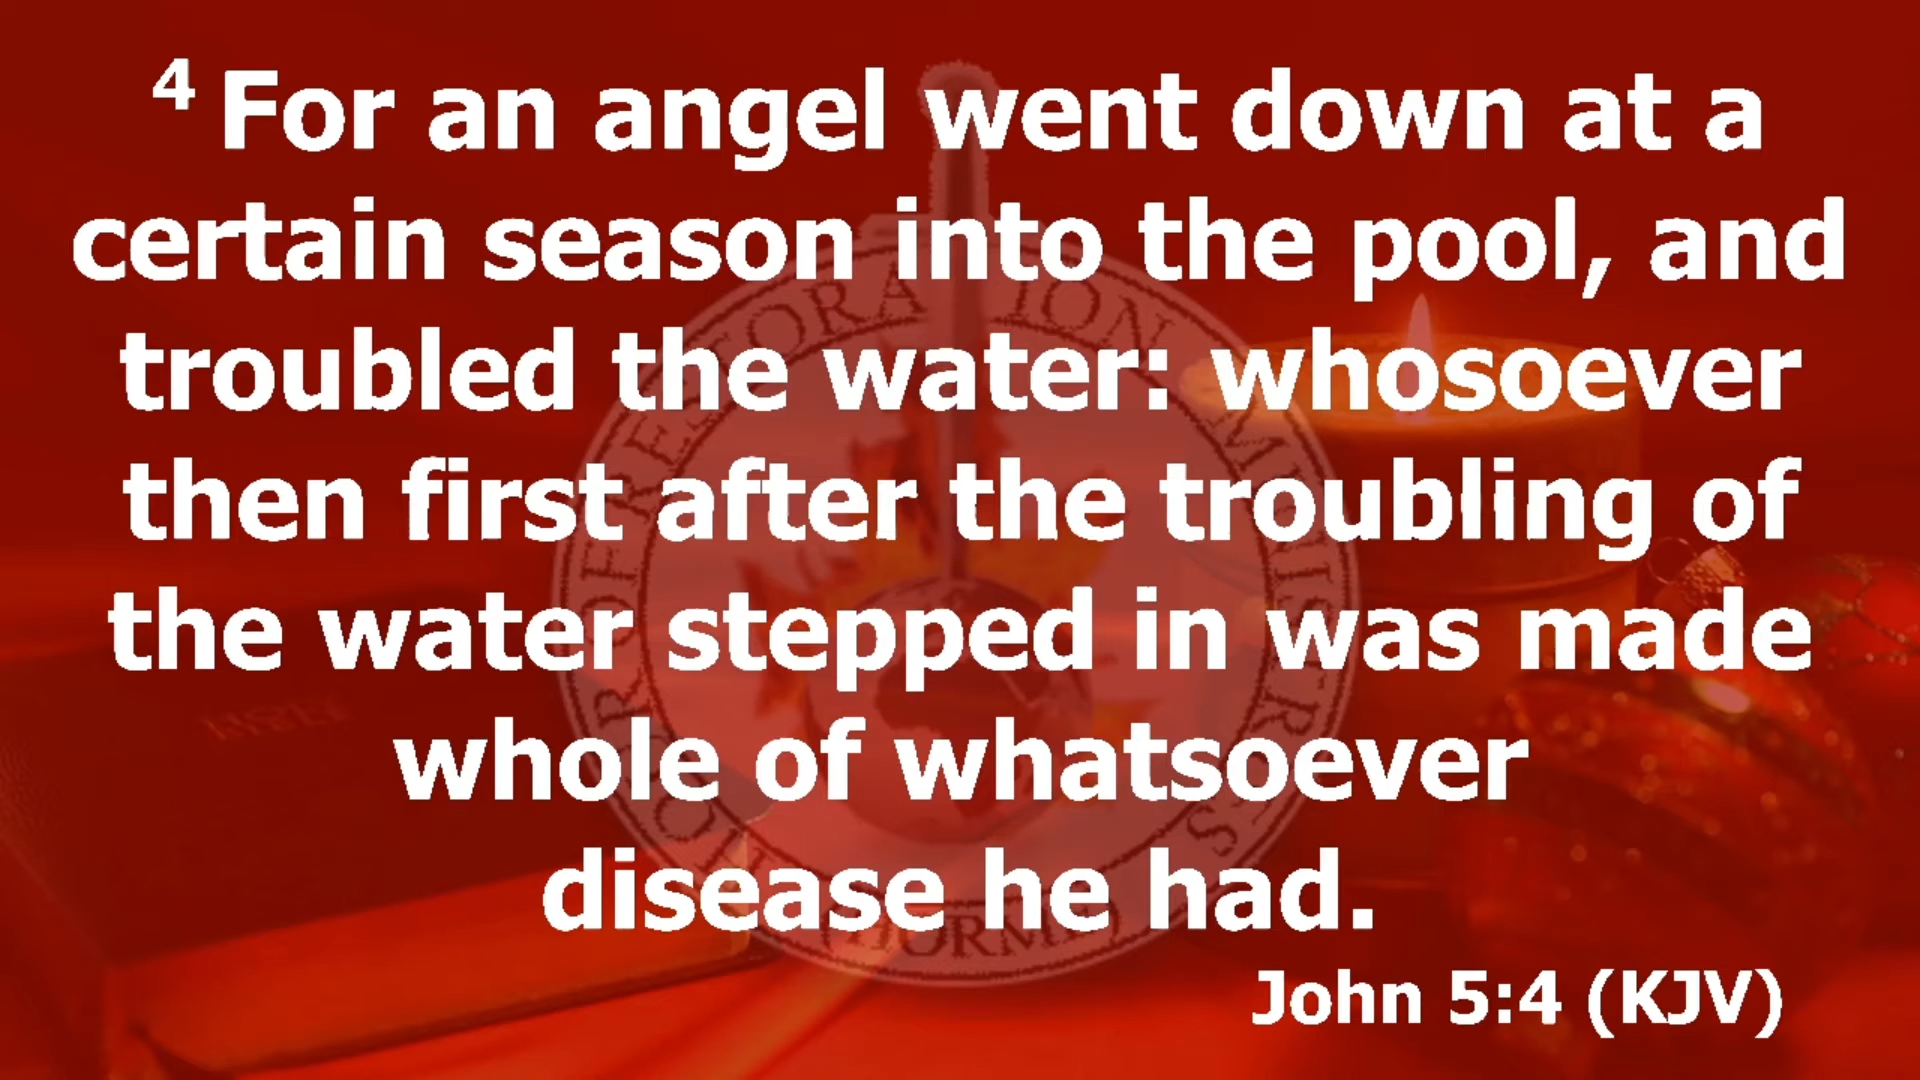 4 For an angel went down at a
certain season into the pool, and
troubled the water: whosoever
then first after the troubling of
the water stepped in was made
whole of whatsoever
disease he had.
John 5:4 (KJV)